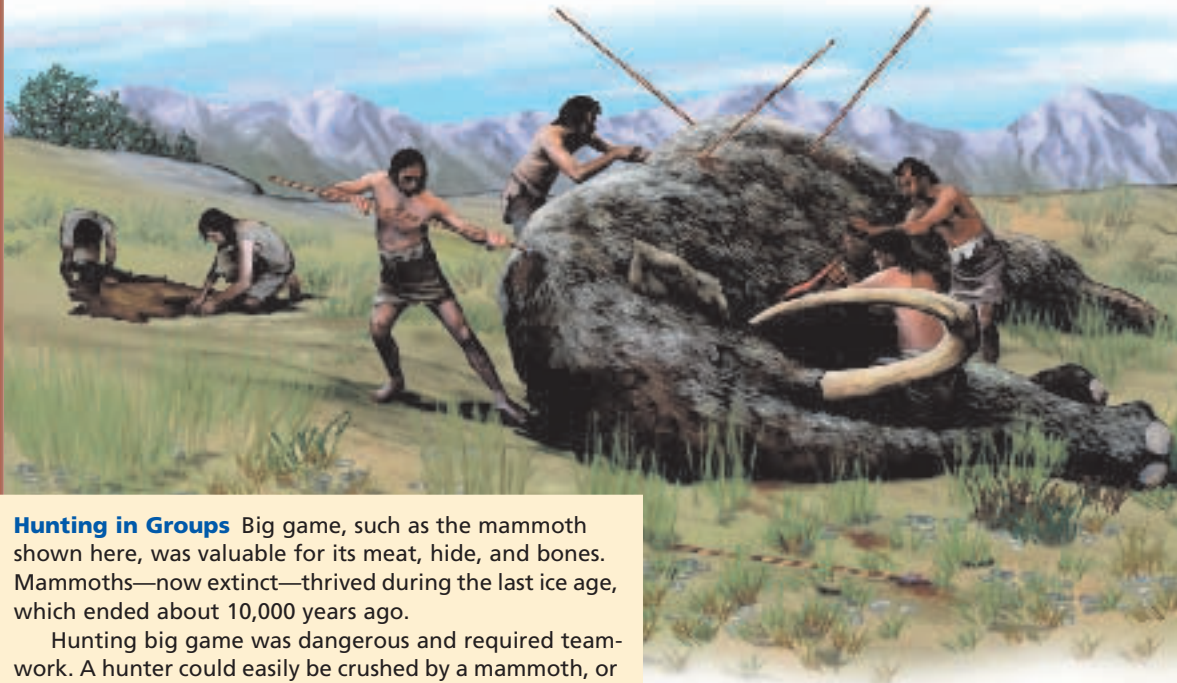 Hunting in Groups Big game, such as the mammoth
shown here, was valuable for its meat, hide, and bones.
Mammoths—now extinct—thrived during the last ice age,
which ended about 10,000 years ago.
Hunting big game was dangerous and required team-
work. A hunter could easily be crushed by a mammoth, or